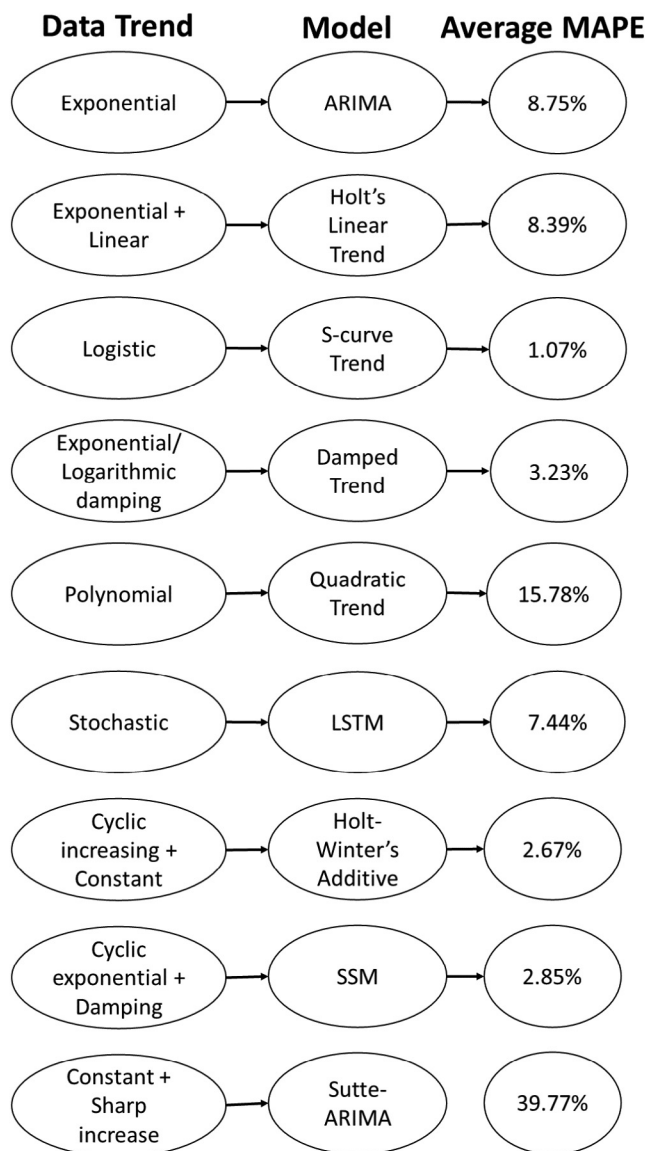 Data Trend Model Average MAPE
Exponential ARIMA 8.75%
Exponential +
Linear
Holt's
Linear
Trend
8.39%
Logistic
S-curve
Trend
1.07%
Exponential/
Logarithmic
damping
Damped
Trend
3.23%
Polynomial
Quadratic
Trend
15.78%
Stochastic LSTM 7.44%
Cyclic
increasing +
Constant
Holt-
Winter's
Additive
2.67%
Cyclic
exponential +
Damping
SSM
2.85%
Constant +
Sharp
increase
Sutte-
ARIMA
39.77%